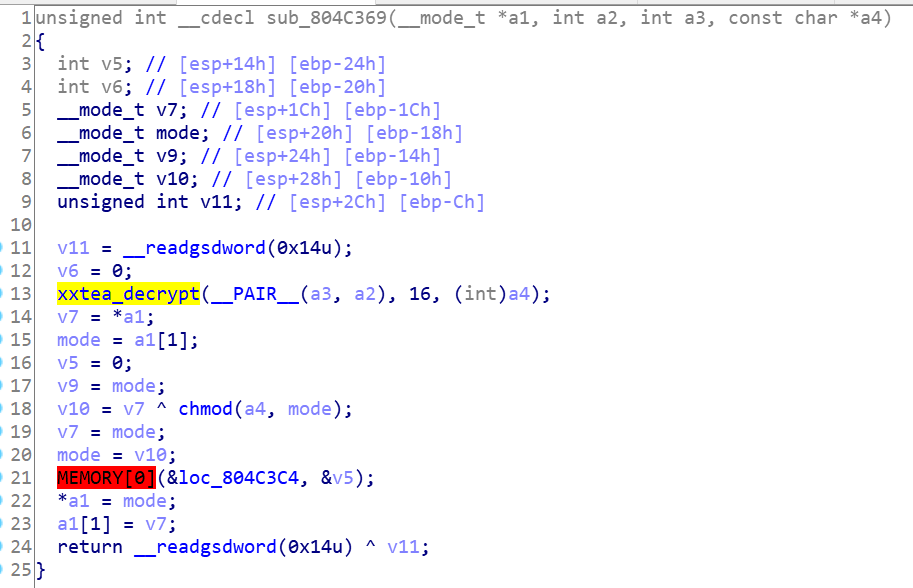 1 unsigned int __cdecl sub_804C369(__mode_t *a1, int a2, int a3, const char *a4)
2 {
3 int v5; // [esp+14h] [ebp-24h]
4 int v6; // [esp+18h] [ebp-20h]
5 __mode_t v7; // [esp+1Ch] [ebp-1Ch]
6 __mode_t mode; // [esp+20h] [ebp-18h]
7 __mode_t v9; // [esp+24h] [ebp-14h]
8 __mode_t v10; // [esp+28h] [ebp-10h]
9 unsigned int v11; // [esp+2Ch] [ebp-Ch]
10
11 v11 = __readgsdword(0x14u);
12 v6 = 0;
13 xxtea_decrypt(__PAIR__(a3, a2), 16, (int)a4);
14 v7 = *a1;
15 mode = a1[1];
16 v5 = 0;
17 v9 = mode;
18 v10 = v7 ^ chmod(a4, mode);
19 v7 = mode;
20 mode = v10;
21 MEMORY[0](&loc_804C3C4, &v5);
22 *a1 = mode;
23 a1[1] = v7;
24 return __readgsdword(0x14u) ^ v11;
25 }